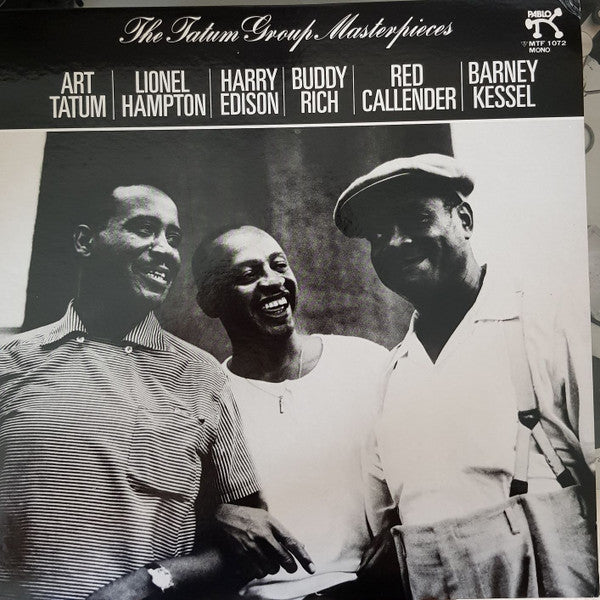 The Tatum Group Masterpieces
PABLO
MTF 1072
MONO
ART TATUM
LIONEL HAMPTON
HARRY EDISON
BUDDY RICH
RED CALLENDER
BARNEY KESSEL